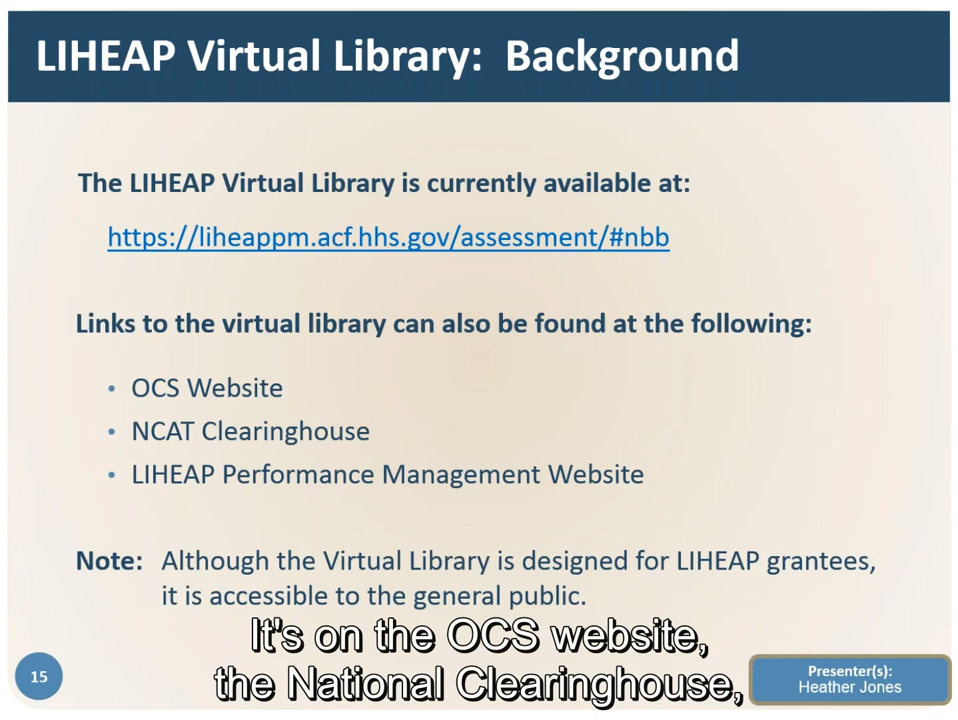 LIHEAP Virtual Library: Background
The LIHEAP Virtual Library is currently available at:
https://liheappm.acf.hhs.gov/assessment/#nbb
Links to the virtual library can also be found at the following:
• OCS Website
• NCAT Clearinghouse
• LIHEAP Performance Management Website
Note: Although the Virtual Library is designed for LIHEAP grantees,
it is accessible to the general public.
It's on the OCS website,
the National Clearinghouse,
15
Presenter(s):
Heather Jones